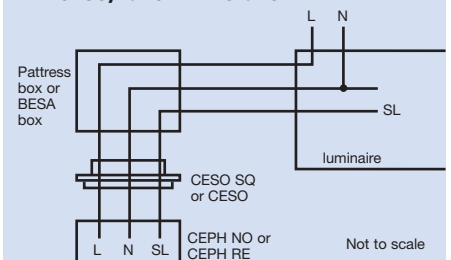 L N
Pattress
box or
BESA
box
SL
luminaire
CESO SQ
or CESO
L N SL
CEPH NO or
CEPH RE
Not to scale